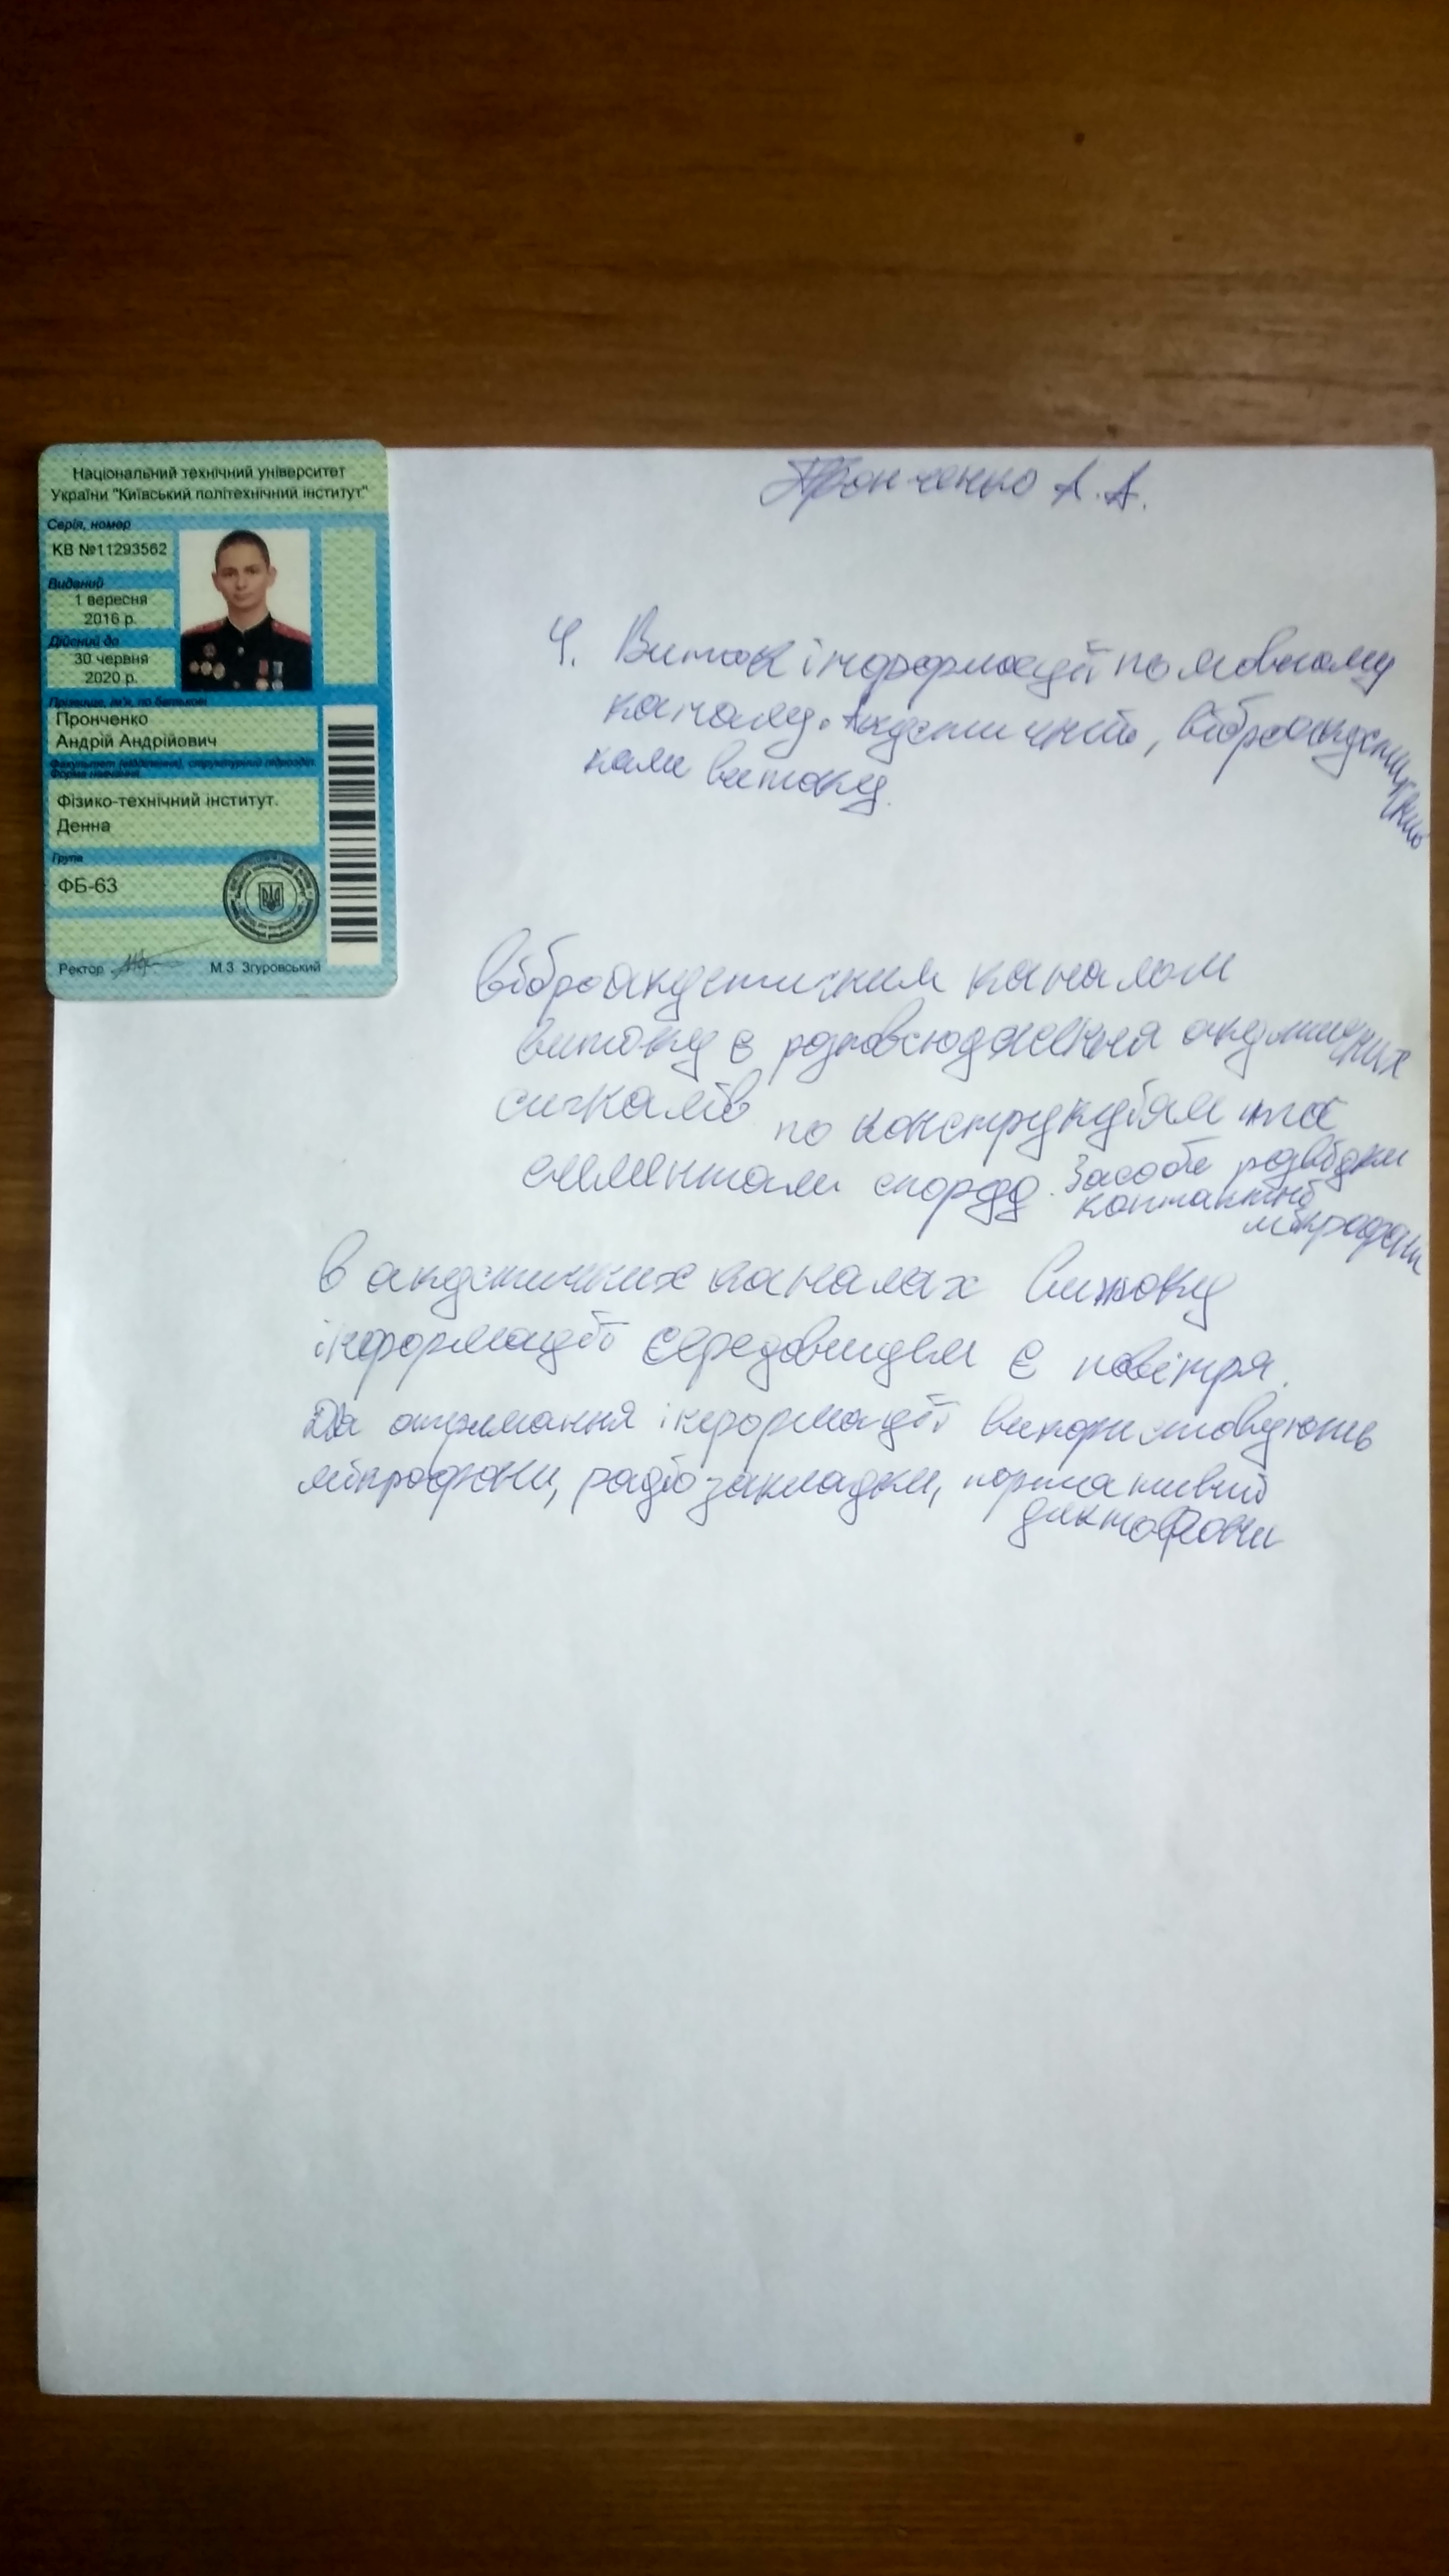 Національний технічний університет
України "Київський політехнічний інститут"
Серія, номер
КВ №11293562
Виданий
1 вересня
2016 р.
Дійсний до
30 червня
2020 р.
Прізвище, ім'я, по батькові
Пронченко
Андрій Андрійович
Факультет (відділення), структурний підрозділ
Форма навчання
Фізико-технічний інститут.
Денна
Група
ФБ-63
Ректор М.З. Згуровський
Пронченко А.А.
4. Виток інформації по мовному
каналу. Акустичний, віброакустичний
кали витоку.
Віброакустичним каналом
витоку є розповсюдження акустичних
сигналів по конструкціям та
елементам споруд. Засоби розвідки
контактні
мікрофони
В акустичних каналах витоку
інформації середовищем є повітря.
Для отримання інформації використовують
мікрофони, радіозакладки, портативні
диктофони